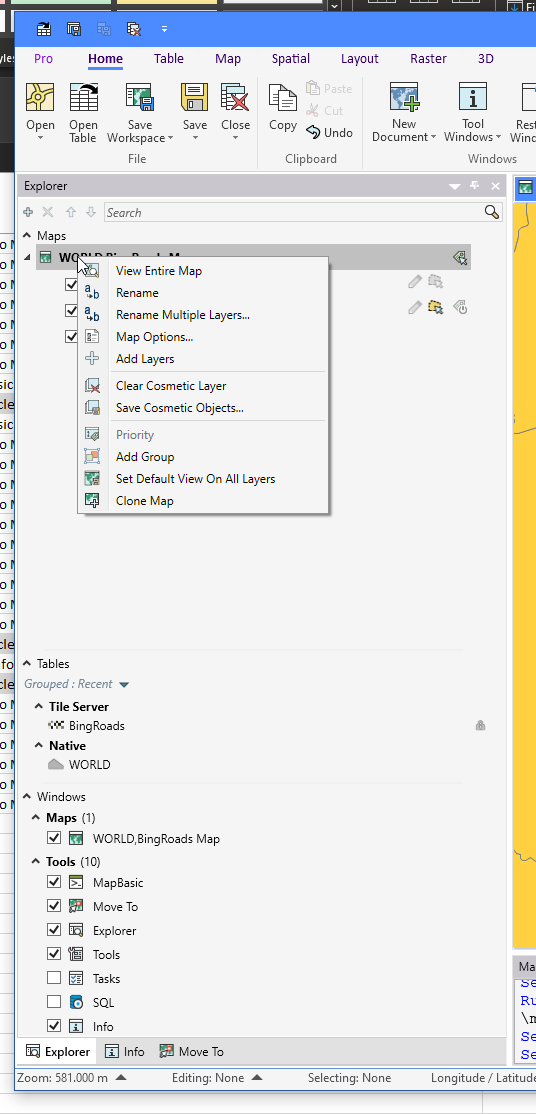 Pro Home Table Map Spatial Layout Raster 3D
Open Open Table Save Workspace Save Close Copy Paste Cut Undo New Document Tool Windows
File Clipboard Windows
Explorer
Search
Maps
View Entire Map
Rename
Rename Multiple Layers...
Map Options...
Add Layers
Clear Cosmetic Layer
Save Cosmetic Objects...
Priority
Add Group
Set Default View On All Layers
Clone Map
Tables
Grouped : Recent
Tile Server
BingRoads
Native
WORLD
Windows
Maps (1)
WORLD,BingRoads Map
Tools (10)
MapBasic
Move To
Explorer
Tools
Tasks
SQL
Info
Explorer Info Move To
Zoom: 581.000 m Editing: None Selecting: None Longitude /